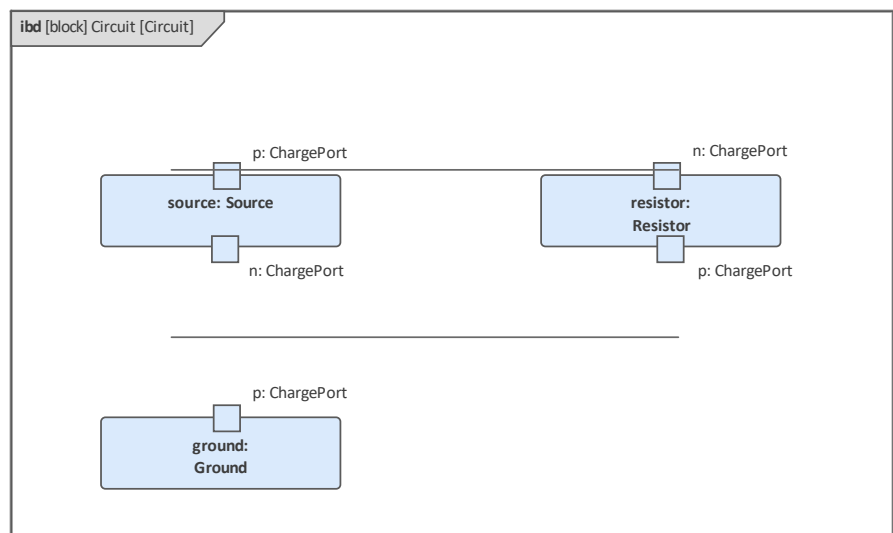 ibd [block] Circuit [Circuit]
p: ChargePort
n: ChargePort
source: Source
resistor:
Resistor
n: ChargePort
p: ChargePort
p: ChargePort
ground:
Ground